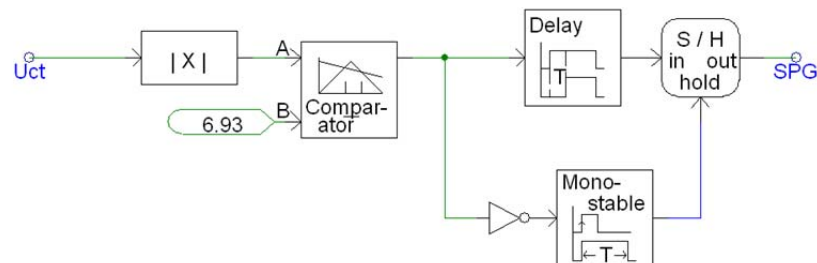 Uct
|X|
A
B
6.93
Compar-
ator
Delay
T
Mono-
stable
T
S / H
in out
hold
SPG